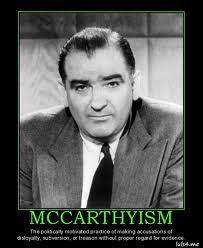 MCCARTHYISM
The politically motivated practice of making accusations of
disloyalty, subversion, or treason without proper regard for evidence.